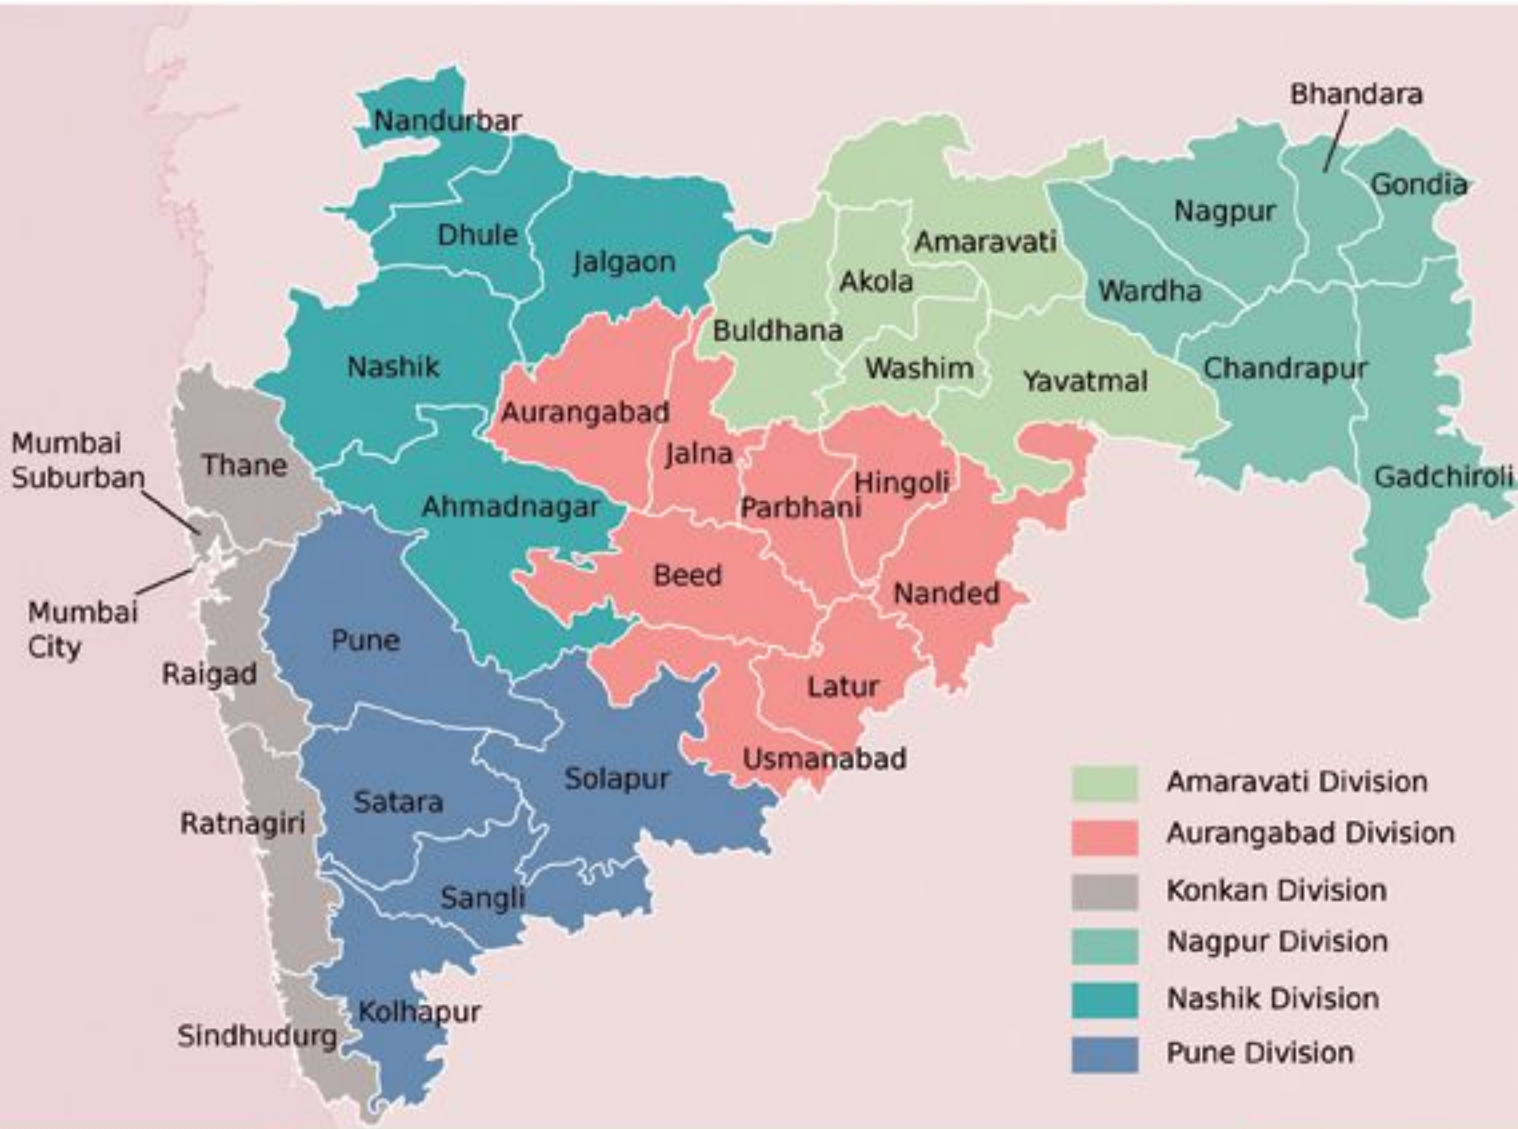 Bhandara
Nandurbar
Gondia
Nagpur
Dhule
Amaravati
Jalgaon
Akola
Wardha
Buldhana
Nashik
Washim
Chandrapur
Yavatmal
Aurangabad
Mumbai
Suburban
Thane
Jalna
Hingoli
Gadchiroli
Ahmadnagar
Parbhani
Beed
Nanded
Mumbai
City
Pune
Raigad
Latur
Usmanabad
Solapur
Satara
Ratnagiri
Sangli
Kolhapur
Sindhudurg
Amaravati Division
Aurangabad Division
Konkan Division
Nagpur Division
Nashik Division
Pune Division